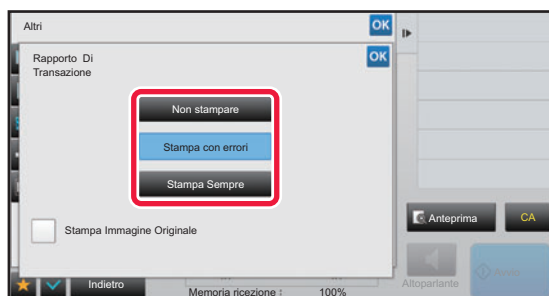 Altri
OK
Rapporto Di
Transazione
OK
Non stampare
Stampa con errori
Stampa Sempre
Stampa Immagine Originale
Anteprima
CA
Indietro
Memoria ricezione :
100%
Altoparlante
Avvio